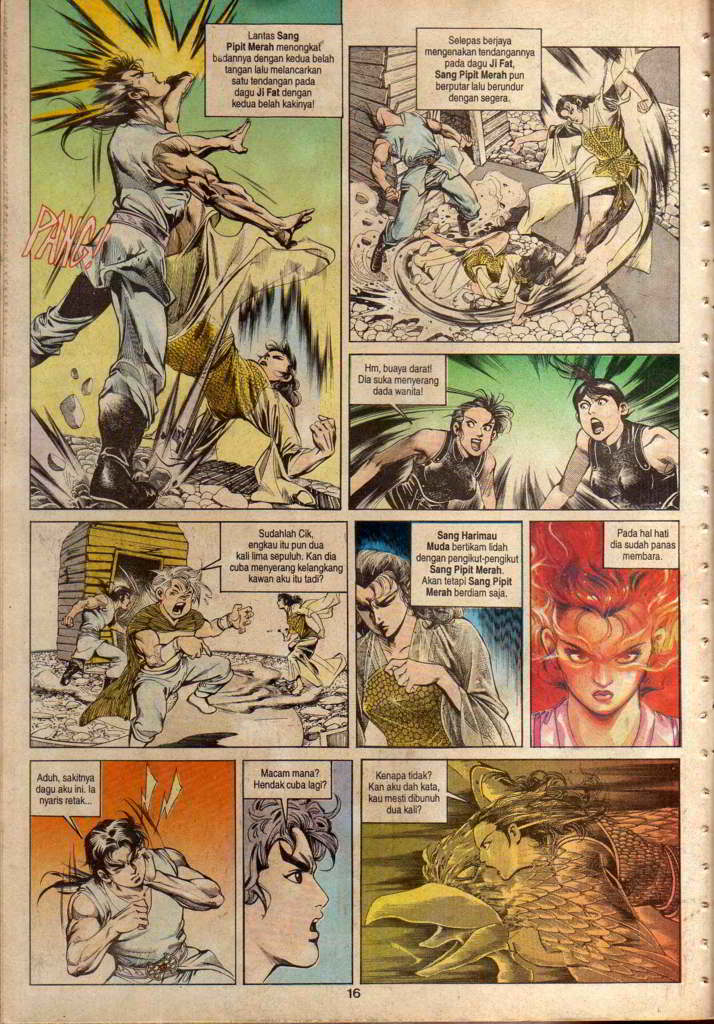 Lantas Sang
Pipit Merah menongkat
badannya dengan kedua belah
tangan lalu melancarkan
satu tendangan pada
dagu Ji Fat dengan
kedua belah kakinya!
Selepas berjaya
mengenakan tendangannya
pada dagu Ji Fat,
Sang Pipit Merah pun
berputar lalu berundur
dengan segera.
PANG!
Hm, buaya darat!
Dia suka menyerang
dada wanita!
Sudahlah Cik,
engkau itu pun dua
kali lima sepuluh. Kan dia
cuba menyerang kelangkang
kawan aku itu tadi?
Sang Harimau
Muda bertikam lidah
dengan pengikut-pengikut
Sang Pipit Merah.
Akan tetapi Sang Pipit
Merah berdiam saja.
Pada hal hati
dia sudah panas
membara.
Aduh, sakitnya
dagu aku ini. Ia
nyaris retak...
Macam mana?
Hendak cuba lagi?
Kenapa tidak?
Kan aku dah kata,
kau mesti dibunuh
dua kali?
16